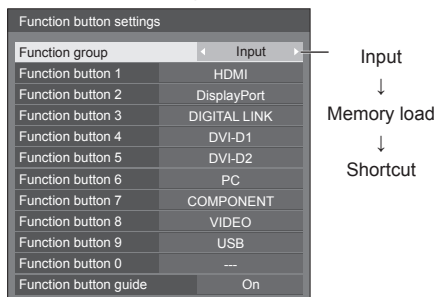 Function button settings
Function group Input
Function button 1 HDMI
Function button 2 DisplayPort
Function button 3 DIGITAL LINK
Function button 4 DVI-D1
Function button 5 DVI-D2
Function button 6 PC
Function button 7 COMPONENT
Function button 8 VIDEO
Function button 9 USB
Function button 0 ---
Function button guide On
Input
↓
Memory load
↓
Shortcut